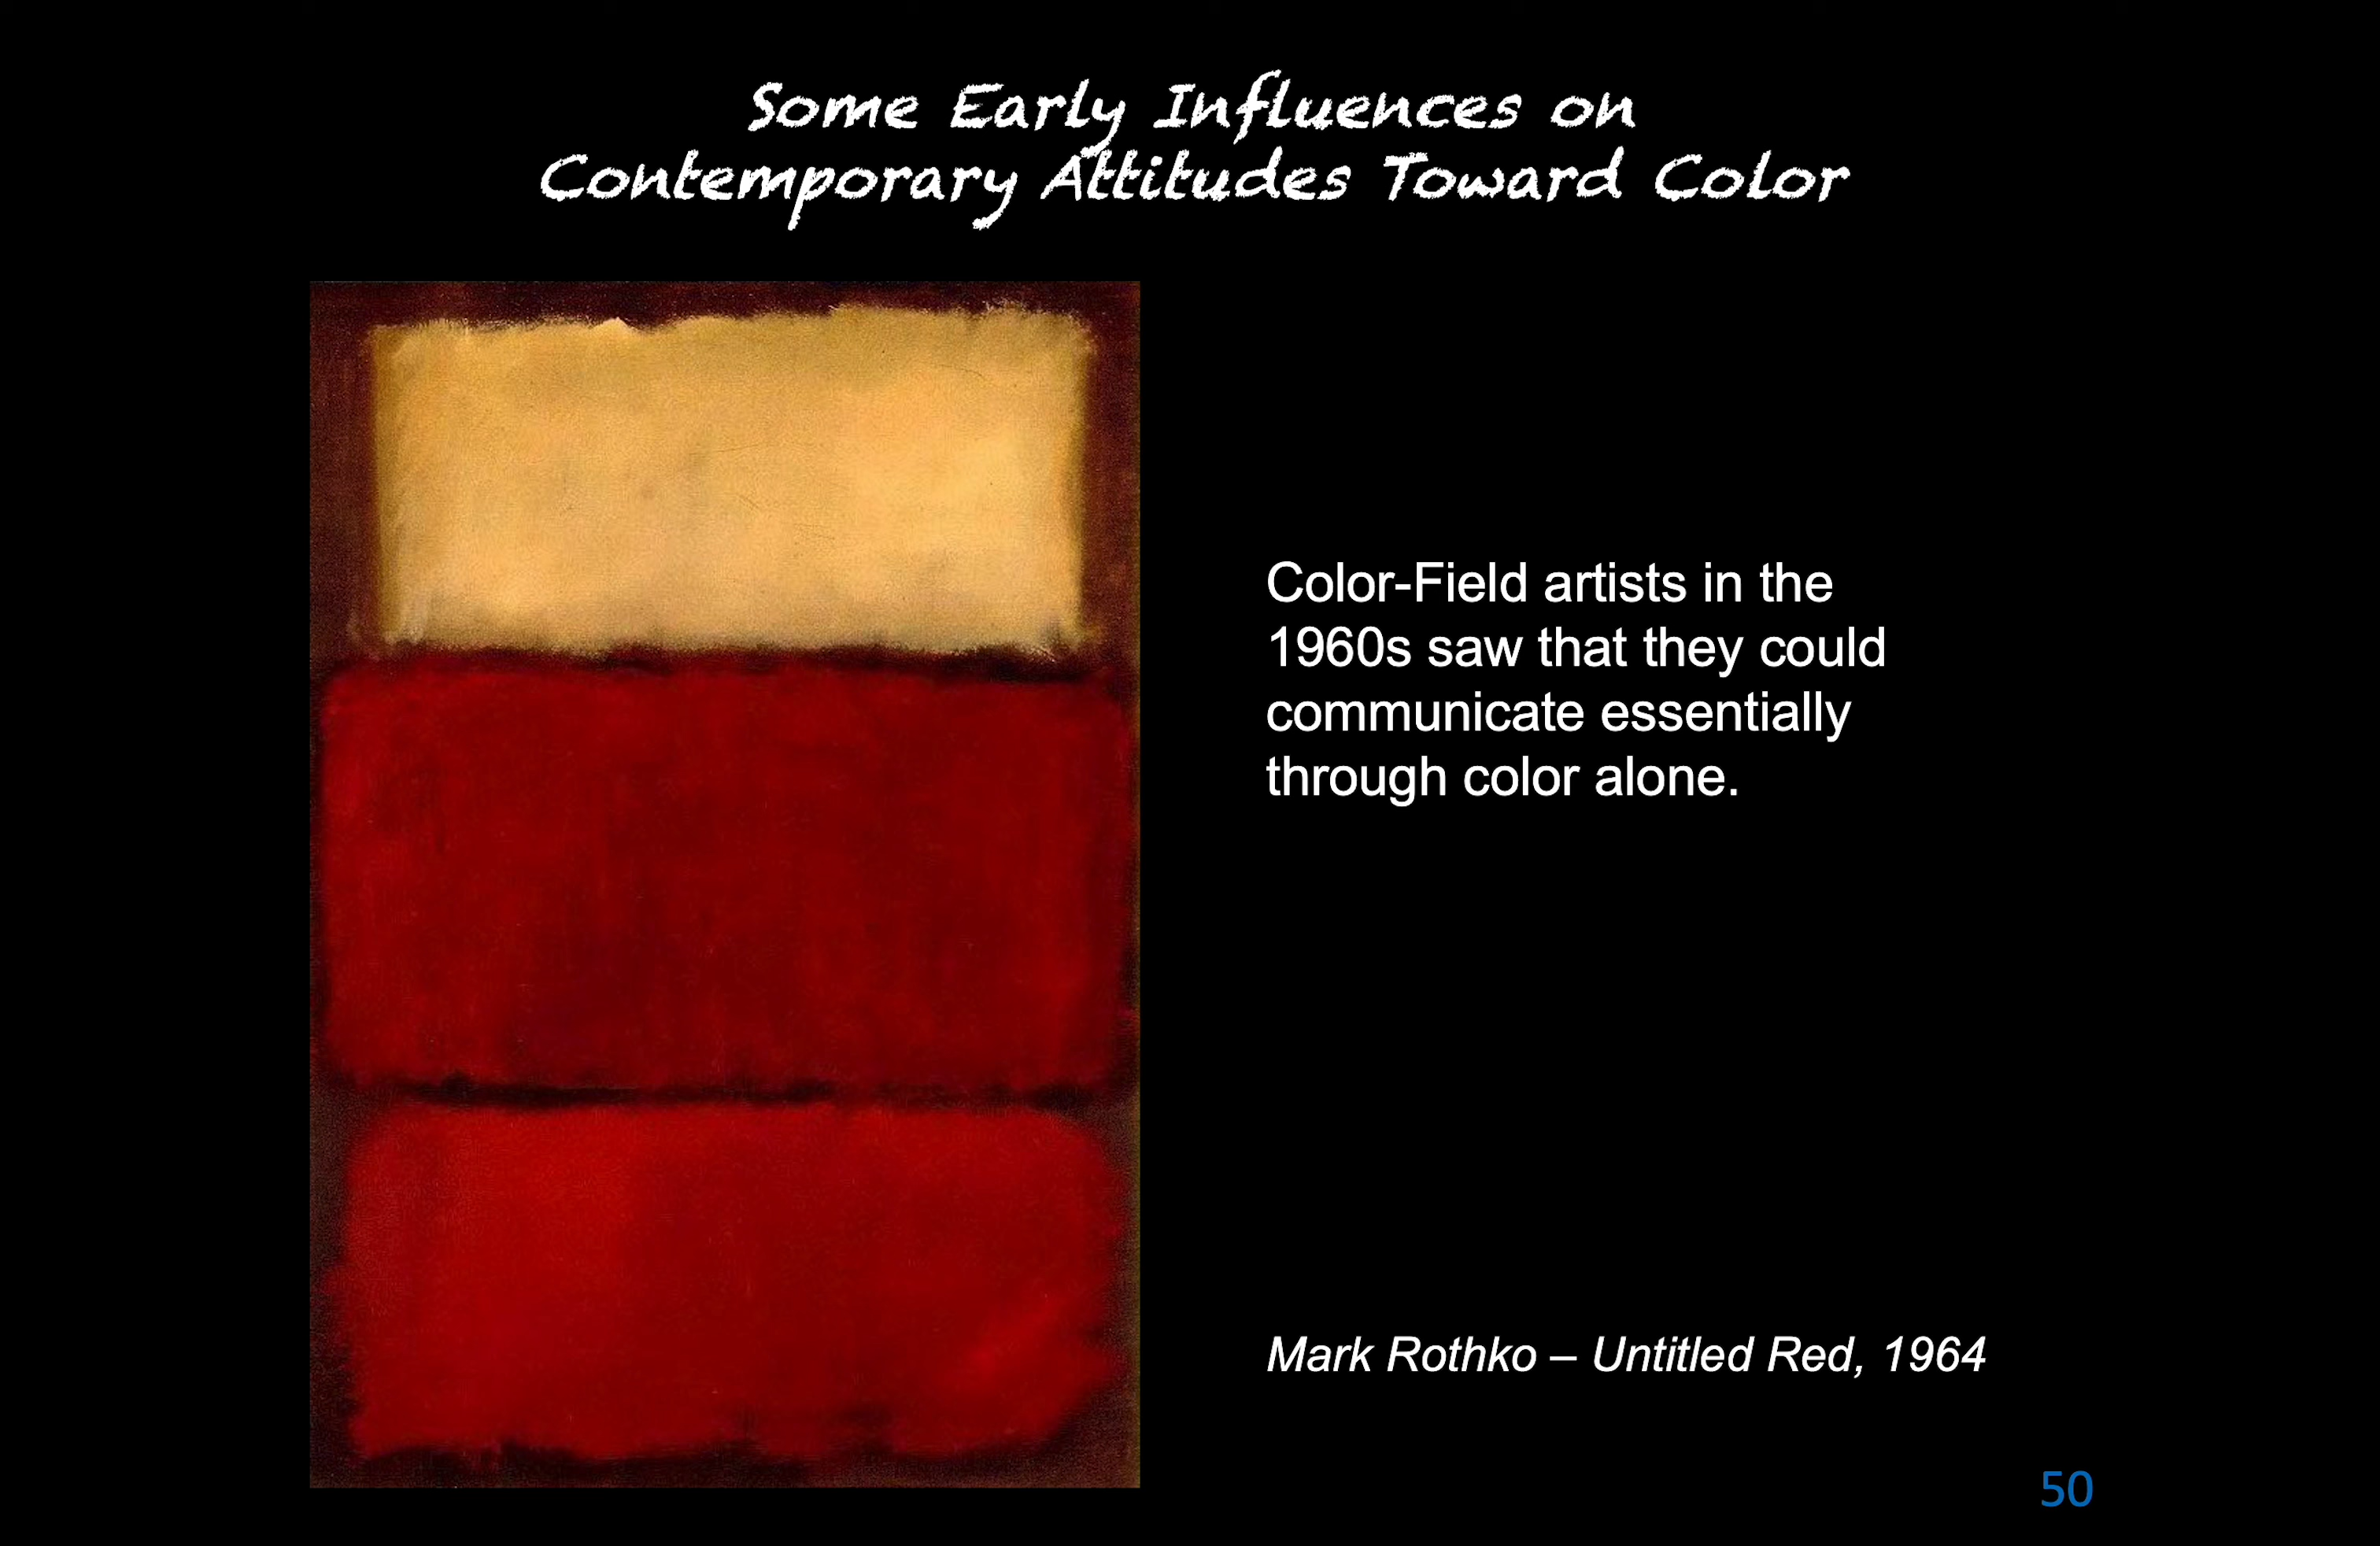 Some Early Influences on
Contemporary Attitudes Toward Color
Color-Field artists in the
1960s saw that they could
communicate essentially
through color alone.
Mark Rothko – Untitled Red, 1964
50